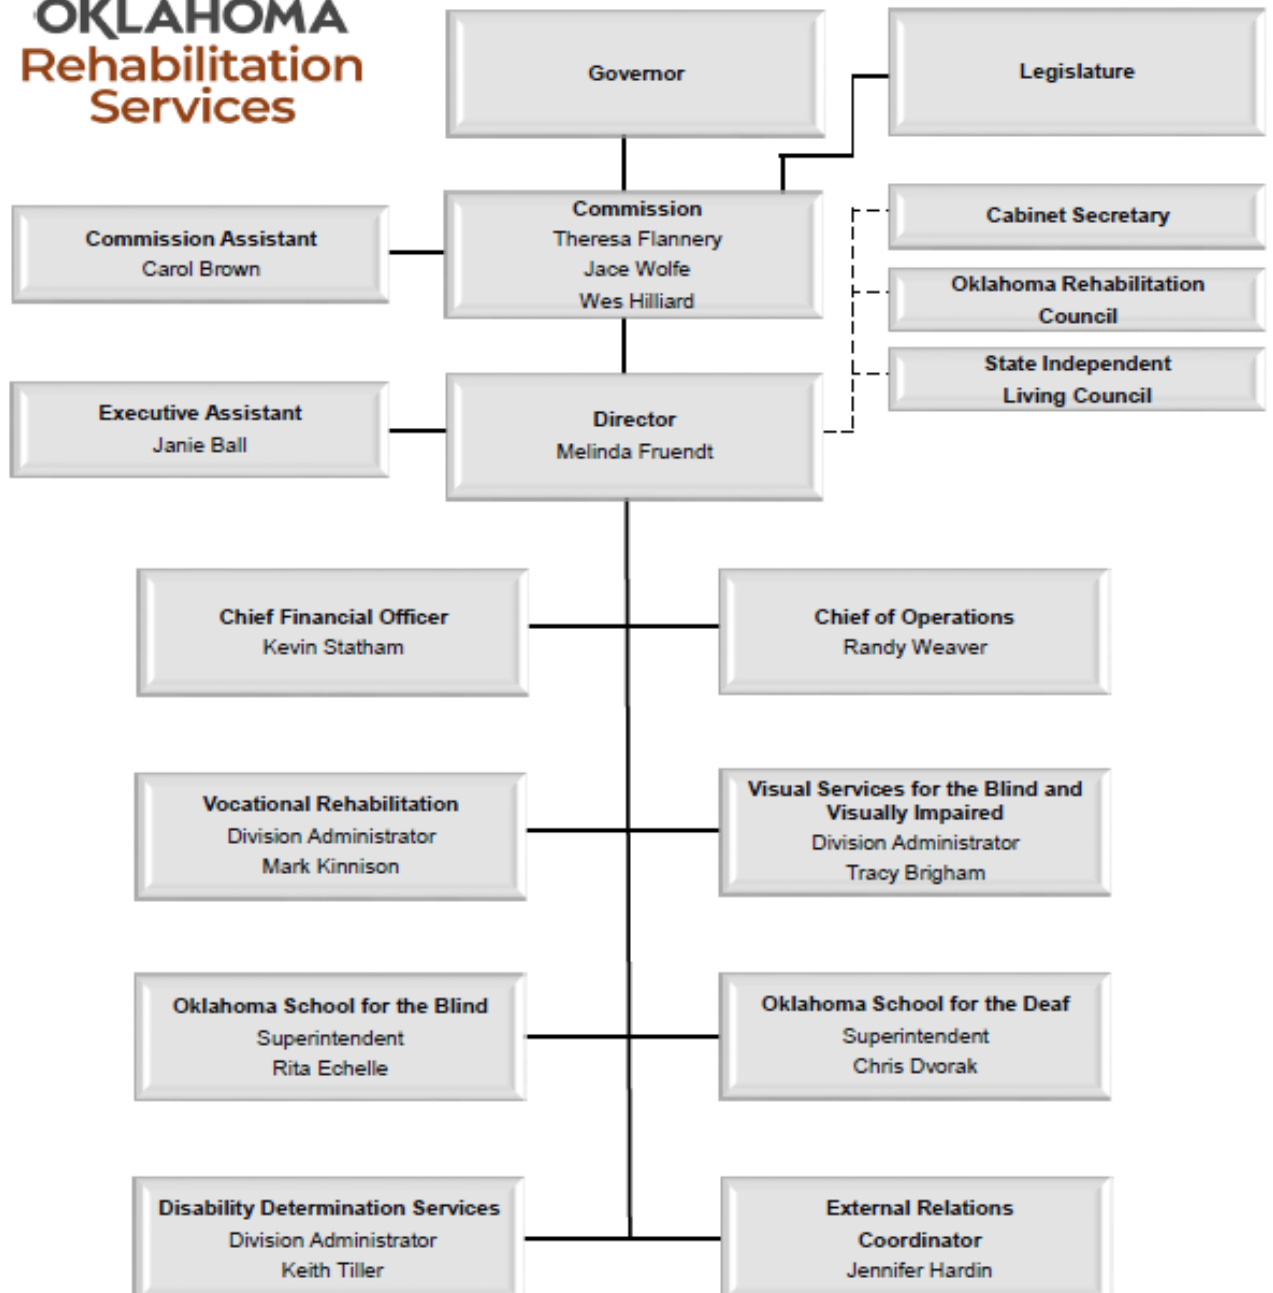 OKLAHOMA
Rehabilitation
Services
Governor
Legislature
Commission
Theresa Flannery
Jace Wolfe
Wes Hilliard
Commission Assistant
Carol Brown
Cabinet Secretary
Oklahoma Rehabilitation
Council
State Independent
Living Council
Executive Assistant
Janie Ball
Director
Melinda Fruendt
Chief Financial Officer
Kevin Statham
Chief of Operations
Randy Weaver
Vocational Rehabilitation
Division Administrator
Mark Kinnison
Visual Services for the Blind and
Visually Impaired
Division Administrator
Tracy Brigham
Oklahoma School for the Blind
Superintendent
Rita Echelle
Oklahoma School for the Deaf
Superintendent
Chris Dvorak
Disability Determination Services
Division Administrator
Keith Tiller
External Relations
Coordinator
Jennifer Hardin